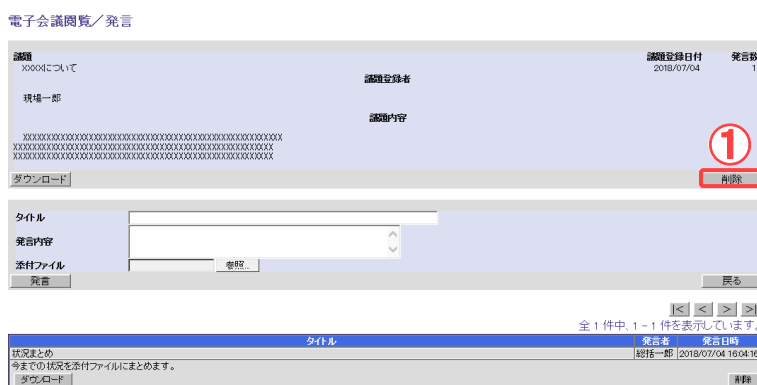 電子会議閲覧／発言
議題 議題登録日付 発言数
XXXXについて 2018/07/04 1
議題登録者
現場一郎
議題内容
XXXXXXXXXXXXXXXXXXXXXXXXXXXXXXXXXXXXXXXXXXXXXXXXXXXXXXX
XXXXXXXXXXXXXXXXXXXXXXXXXXXXXXXXXXXXXXXXXXXXXXXXXXXXXXX
XXXXXXXXXXXXXXXXXXXXXXXXXXXXXXXXXXXXXXXXXXXXXXXXXXXXXXX
①
ダウンロード 削除
タイトル
発言内容
添付ファイル 参照...
発言 戻る
|< < > >|
全 1 件中、1 - 1 件を表示しています。
タイトル 発言者 発言日時
状況まとめ 総括一郎 2018/07/04 16:04:16
今までの状況を添付ファイルにまとめます。
ダウンロード 削除